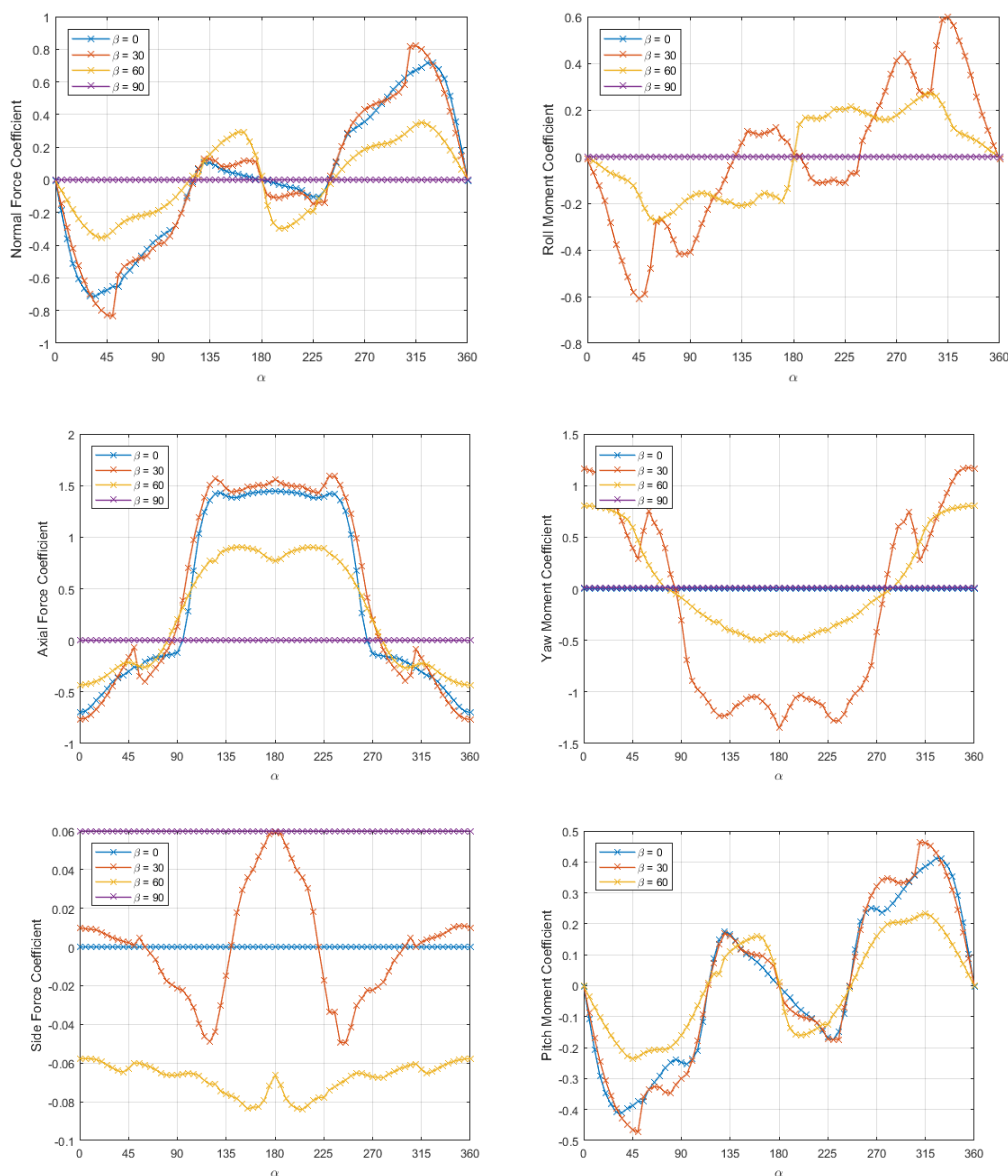 Normal Force Coefficient
1
0.8
0.6
0.4
0.2
0
-0.2
-0.4
-0.6
-0.8
-1
β = 0
β = 30
β = 60
β = 90
0 45 90 135 180 225 270 315 360
α
Roll Moment Coefficient
0.6
0.4
0.2
0
-0.2
-0.4
-0.6
-0.8
β = 0
β = 30
β = 60
β = 90
0 45 90 135 180 225 270 315 360
α
Axial Force Coefficient
2
1.5
1
0.5
0
-0.5
-1
β = 0
β = 30
β = 60
β = 90
0 45 90 135 180 225 270 315 360
α
Yaw Moment Coefficient
1.5
1
0.5
0
-0.5
-1
-1.5
β = 0
β = 30
β = 60
β = 90
0 45 90 135 180 225 270 315 360
α
Side Force Coefficient
0.06
0.04
0.02
0
-0.02
-0.04
-0.06
-0.08
-0.1
β = 0
β = 30
β = 60
β = 90
0 45 90 135 180 225 270 315 360
α
Pitch Moment Coefficient
0.5
0.4
0.3
0.2
0.1
0
-0.1
-0.2
-0.3
-0.4
-0.5
β = 0
β = 30
β = 60
0 45 90 135 180 225 270 315 360
α